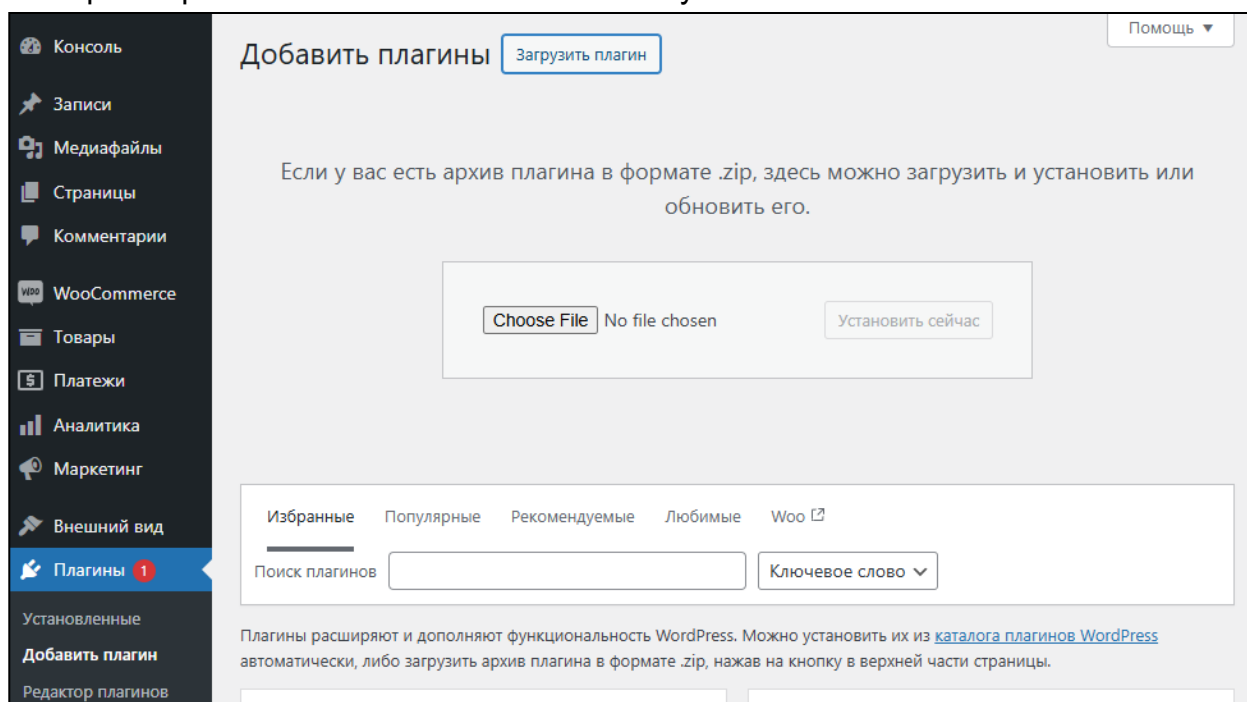 Помощь ▼
Консоль
Добавить плагины
Загрузить плагин
Записи
Медиафайлы
Страницы
Комментарии
WooCommerce
Товары
Платежи
Аналитика
Маркетинг
Внешний вид
Плагины 1
Установленные
Добавить плагин
Редактор плагинов
Если у вас есть архив плагина в формате .zip, здесь можно загрузить и установить или
обновить его.
Choose File No file chosen
Установить сейчас
Избранные Популярные Рекомендуемые Любимые Woo
Поиск плагинов
Ключевое слово
Плагины расширяют и дополняют функциональность WordPress. Можно установить их из каталога плагинов WordPress
автоматически, либо загрузить архив плагина в формате .zip, нажав на кнопку в верхней части страницы.